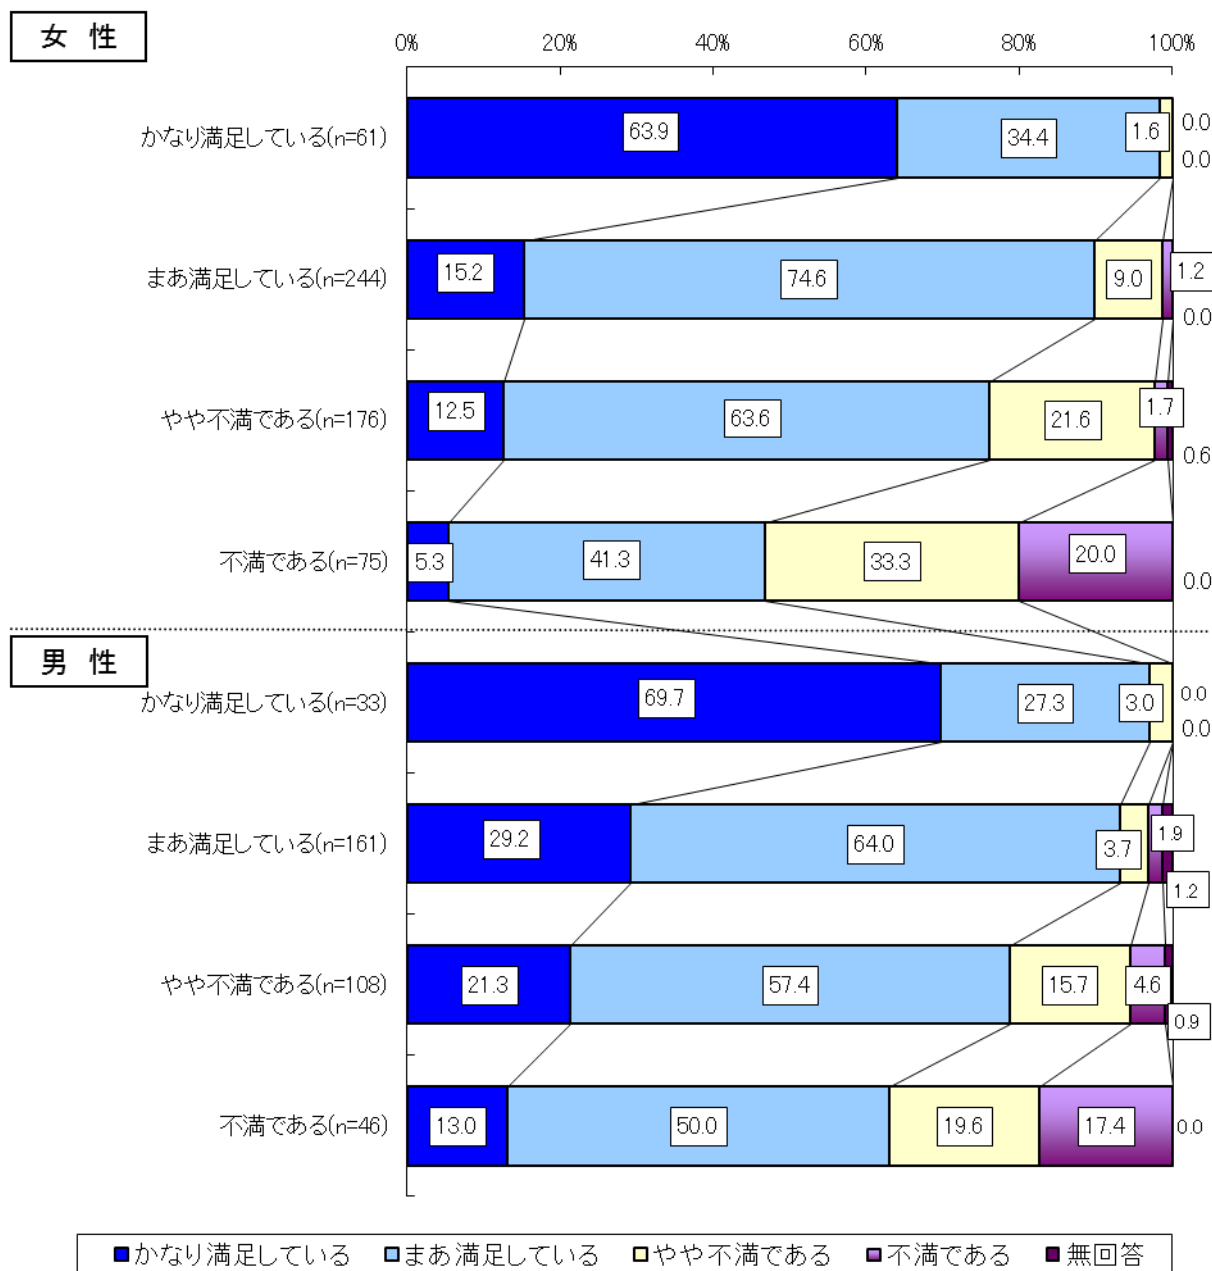 女 性
0% 20% 40% 60% 80% 100%
かなり満足している(n=61) 63.9 34.4 1.6 0.0 0.0
まあ満足している(n=244) 15.2 74.6 9.0 1.2 0.0
やや不満である(n=176) 12.5 63.6 21.6 1.7 0.6
不満である(n=75) 5.3 41.3 33.3 20.0 0.0
男 性
かなり満足している(n=33) 69.7 27.3 3.0 0.0 0.0
まあ満足している(n=161) 29.2 64.0 3.7 1.9 1.2
やや不満である(n=108) 21.3 57.4 15.7 4.6 0.9
不満である(n=46) 13.0 50.0 19.6 17.4 0.0
かなり満足している まあ満足している やや不満である 不満である 無回答